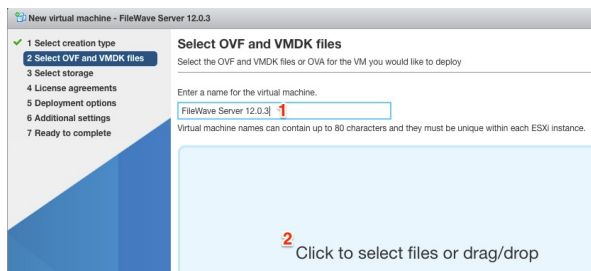 New virtual machine - FileWave Server 12.0.3
1 Select creation type
2 Select OVF and VMDK files
3 Select storage
4 License agreements
5 Deployment options
6 Additional settings
7 Ready to complete
Select OVF and VMDK files
Select the OVF and VMDK files or OVA for the VM you would like to deploy
Enter a name for the virtual machine.
FileWave Server 12.0.3 1
Virtual machine names can contain up to 80 characters and they must be unique within each ESXi instance.
2
Click to select files or drag/drop